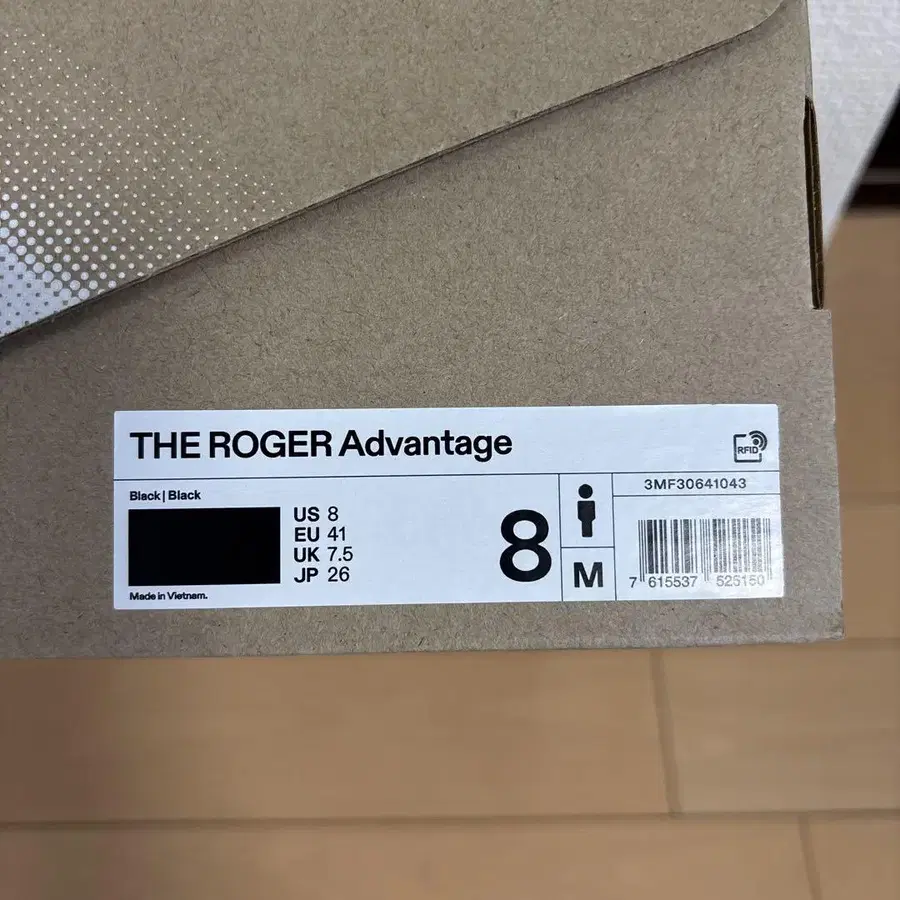 THE ROGER Advantage
RFID
Black | Black
US 8
EU 41
UK 7.5
JP 26
Made in Vietnam.
8
M
3MF30641043
7 615537 525150